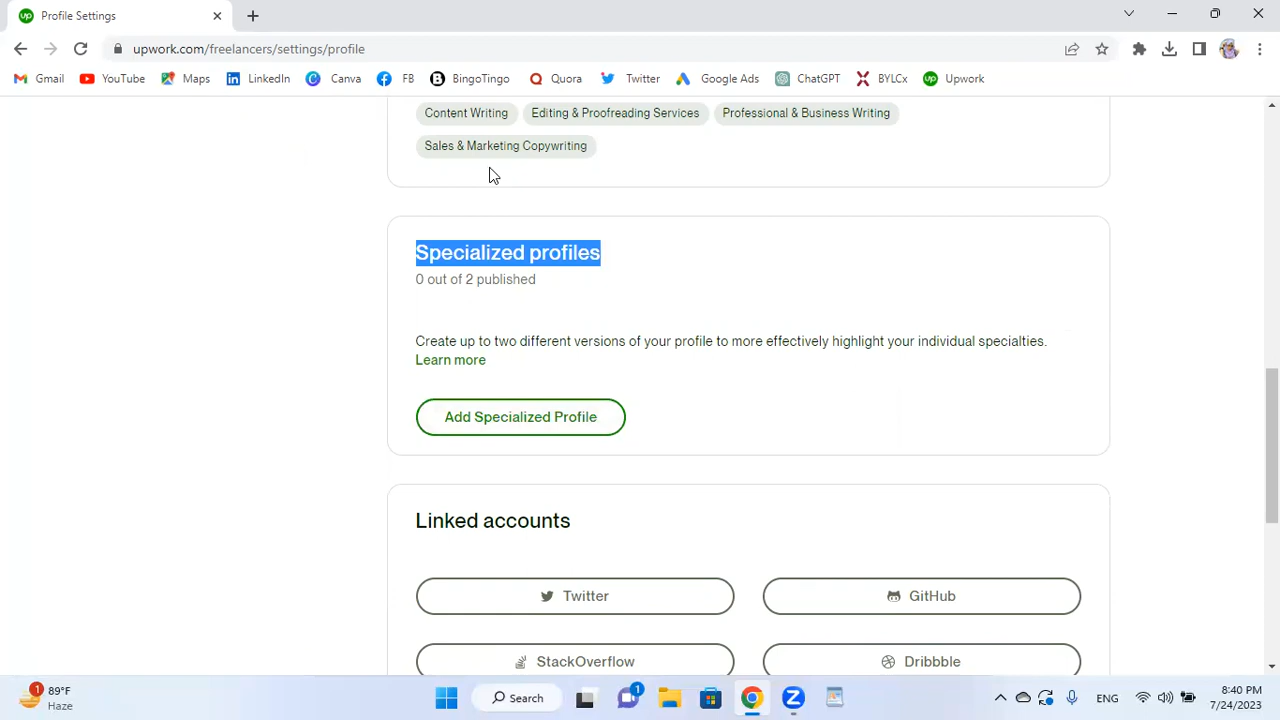 Profile Settings
upwork.com/freelancers/settings/profile
Gmail YouTube Maps LinkedIn Canva FB BingoTingo Quora Twitter Google Ads ChatGPT BYLCx Upwork
Content Writing Editing & Proofreading Services Professional & Business Writing
Sales & Marketing Copywriting
Specialized profiles
0 out of 2 published
Create up to two different versions of your profile to more effectively highlight your individual specialties.
Learn more
Add Specialized Profile
Linked accounts
Twitter GitHub
StackOverflow Dribbble
1 89°F
Haze
Search
1
ENG
8:40 PM
7/24/2023